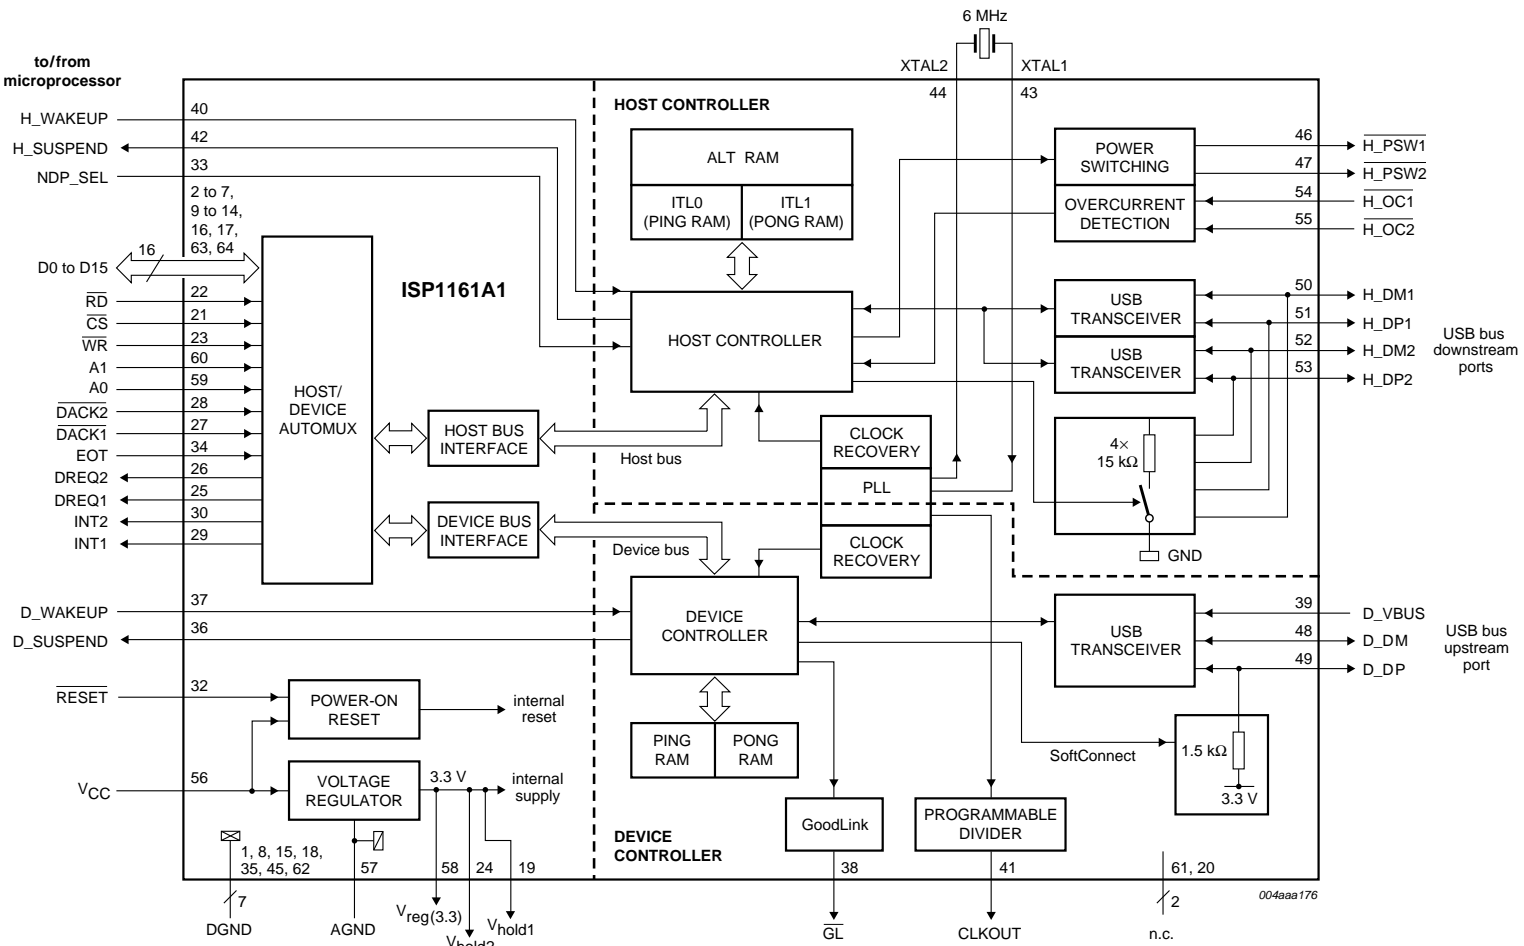 6 MHz
to/from
microprocessor
XTAL2
XTAL1
44
43
H_WAKEUP
40
HOST CONTROLLER
H_SUSPEND
42
NDP_SEL
33
ALT RAM
ITL0
(PING RAM)
ITL1
(PONG RAM)
POWER
SWITCHING
OVERCURRENT
DETECTION
46
H_PSW1
47
H_PSW2
54
H_OC1
55
H_OC2
2 to 7,
9 to 14,
16, 17,
63, 64
D0 to D15
16
ISP1161A1
RD
22
CS
21
WR
23
A1
60
A0
59
DACK2
28
DACK1
27
EOT
34
DREQ2
26
DREQ1
25
INT2
30
INT1
29
HOST/
DEVICE
AUTOMUX
HOST BUS
INTERFACE
Host bus
DEVICE BUS
INTERFACE
Device bus
HOST CONTROLLER
USB
TRANSCEIVER
USB
TRANSCEIVER
50
H_DM1
51
H_DP1
52
H_DM2
53
H_DP2
USB bus
downstream
ports
CLOCK
RECOVERY
PLL
CLOCK
RECOVERY
4×
15 kΩ
GND
D_WAKEUP
37
D_SUSPEND
36
DEVICE
CONTROLLER
USB
TRANSCEIVER
39
D_VBUS
48
D_DM
49
D_DP
USB bus
upstream
port
RESET
32
POWER-ON
RESET
internal
reset
PING
RAM
PONG
RAM
SoftConnect
1.5 kΩ
3.3 V
VCC
56
VOLTAGE
REGULATOR
3.3 V
internal
supply
GoodLink
PROGRAMMABLE
DIVIDER
DEVICE
CONTROLLER
1, 8, 15, 18,
35, 45, 62
57
58
24
19
38
41
61, 20
004aaa176
7
2
DGND
AGND
Vreg(3.3)
Vhold2
Vhold1
GL
CLKOUT
n.c.